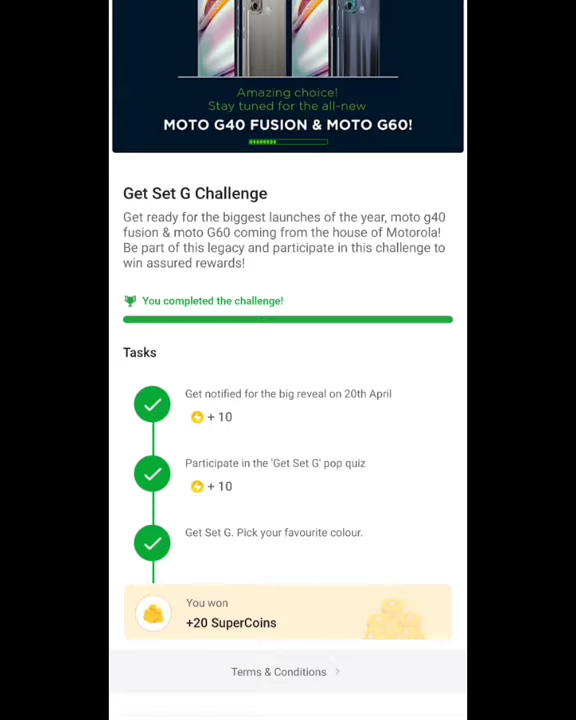 Amazing choice!
Stay tuned for the all-new
MOTO G40 FUSION & MOTO G60!
Get Set G Challenge
Get ready for the biggest launches of the year, moto g40
fusion & moto G60 coming from the house of Motorola!
Be part of this legacy and participate in this challenge to
win assured rewards!
You completed the challenge!
Tasks
Get notified for the big reveal on 20th April
+ 10
Participate in the 'Get Set G' pop quiz
+ 10
Get Set G. Pick your favourite colour.
You won
+20 SuperCoins
Terms & Conditions